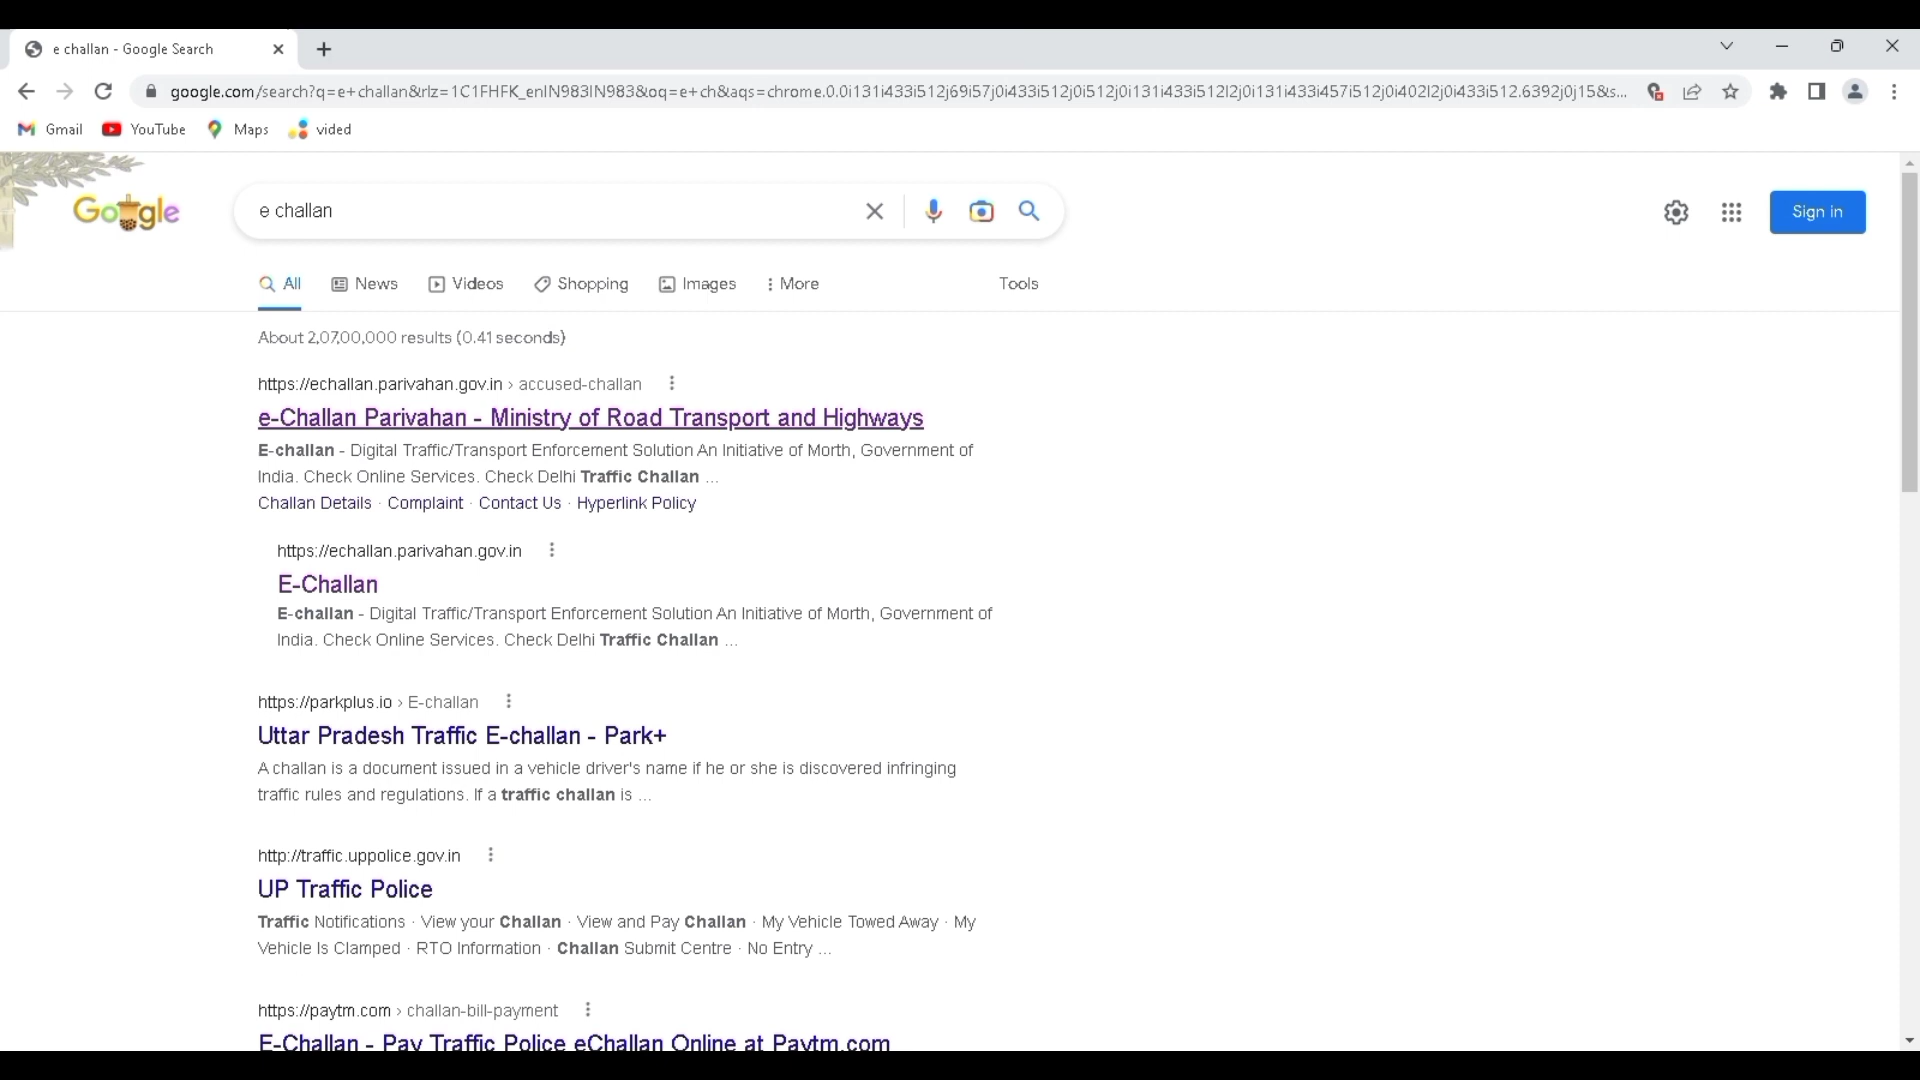 e challan - Google Search
google.com/search?q=e+challan&rlz=1C1FHFK_enIN983IN983&oq=e+ch&aqs=chrome.0.0i131i433i512j69i57j0i433i512j0i512j0i131i433i512l2j0i131i433i457i512j0i402l2j0i433i512.6392j0j15&s...
Gmail YouTube Maps vided
Google e challan Sign in
All News Videos Shopping Images More Tools
About 2,07,00,000 results (0.41 seconds)
https://echallan.parivahan.gov.in › accused-challan
e-Challan Parivahan - Ministry of Road Transport and Highways
E-challan - Digital Traffic/Transport Enforcement Solution An Initiative of Morth, Government of
India. Check Online Services. Check Delhi Traffic Challan ...
Challan Details · Complaint · Contact Us · Hyperlink Policy
https://echallan.parivahan.gov.in
E-Challan
E-challan - Digital Traffic/Transport Enforcement Solution An Initiative of Morth, Government of
India. Check Online Services. Check Delhi Traffic Challan ...
https://parkplus.io › E-challan
Uttar Pradesh Traffic E-challan - Park+
A challan is a document issued in a vehicle driver's name if he or she is discovered infringing
traffic rules and regulations. If a traffic challan is ...
http://traffic.uppolice.gov.in
UP Traffic Police
Traffic Notifications · View your Challan · View and Pay Challan · My Vehicle Towed Away · My
Vehicle Is Clamped · RTO Information · Challan Submit Centre · No Entry ...
https://paytm.com › challan-bill-payment
E-Challan - Pay Traffic Police eChallan Online at Paytm.com